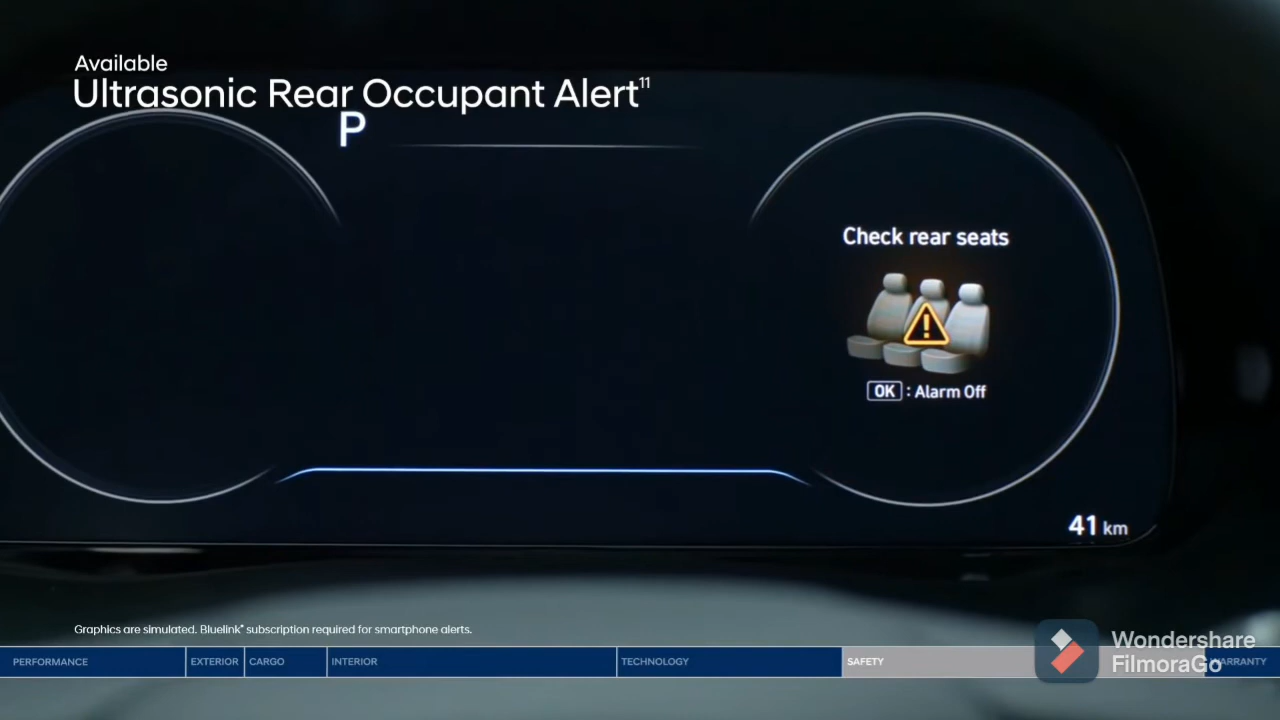 Available
Ultrasonic Rear Occupant Alert¹¹
P
Check rear seats
OK : Alarm Off
41 km
Graphics are simulated. Bluelink® subscription required for smartphone alerts.
PERFORMANCE EXTERIOR CARGO INTERIOR TECHNOLOGY SAFETY WARRANTY
Wondershare
FilmoraGo